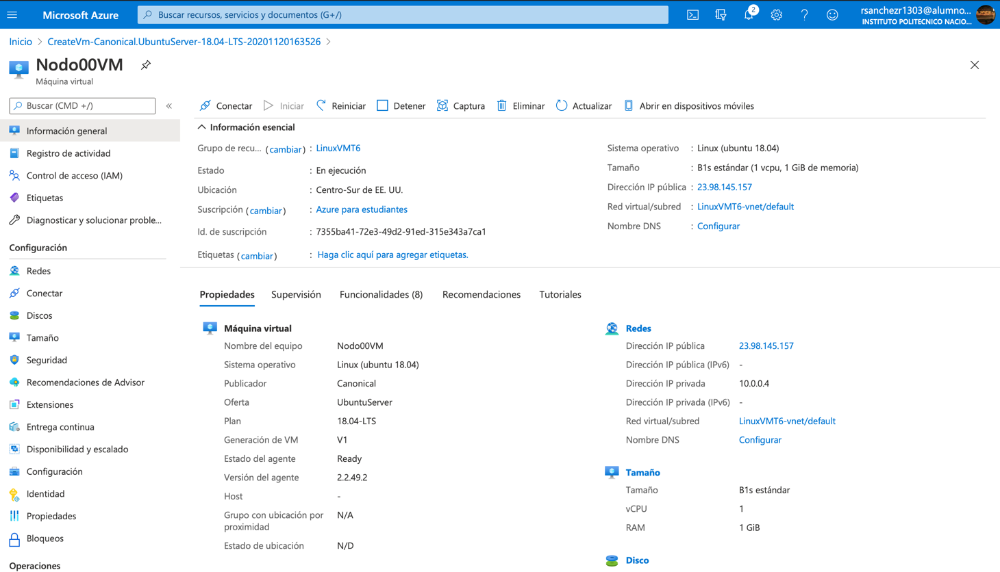 Microsoft Azure
Buscar recursos, servicios y documentos (G+/)
2
rsanchezr1303@alumno...
INSTITUTO POLITECNICO NACIO...
Inicio > CreateVm-Canonical.UbuntuServer-18.04-LTS-20201120163526 >
Nodo00VM
Máquina virtual
Buscar (CMD +/)
«
Conectar
Iniciar
Reiniciar
Detener
Captura
Eliminar
Actualizar
Abrir en dispositivos móviles
Información general
Registro de actividad
Control de acceso (IAM)
Etiquetas
Diagnosticar y solucionar proble...
Configuración
Redes
Conectar
Discos
Tamaño
Seguridad
Recomendaciones de Advisor
Extensiones
Entrega continua
Disponibilidad y escalado
Configuración
Identidad
Propiedades
Bloqueos
Operaciones
Información esencial
Grupo de recu... (cambiar) : LinuxVMT6
Estado : En ejecución
Ubicación : Centro-Sur de EE. UU.
Suscripción (cambiar) : Azure para estudiantes
Id. de suscripción : 7355ba41-72e3-49d2-91ed-315e343a7ca1
Etiquetas (cambiar) : Haga clic aquí para agregar etiquetas.
Sistema operativo : Linux (ubuntu 18.04)
Tamaño : B1s estándar (1 vcpu, 1 GiB de memoria)
Dirección IP pública : 23.98.145.157
Red virtual/subred : LinuxVMT6-vnet/default
Nombre DNS : Configurar
Propiedades
Supervisión
Funcionalidades (8)
Recomendaciones
Tutoriales
Máquina virtual
Nombre del equipo Nodo00VM
Sistema operativo Linux (ubuntu 18.04)
Publicador Canonical
Oferta UbuntuServer
Plan 18.04-LTS
Generación de VM V1
Estado del agente Ready
Versión del agente 2.2.49.2
Host -
Grupo con ubicación por N/A
proximidad
Estado de ubicación N/D
Redes
Dirección IP pública 23.98.145.157
Dirección IP pública (IPv6) -
Dirección IP privada 10.0.0.4
Dirección IP privada (IPv6) -
Red virtual/subred LinuxVMT6-vnet/default
Nombre DNS Configurar
Tamaño
Tamaño B1s estándar
vCPU 1
RAM 1 GiB
Disco